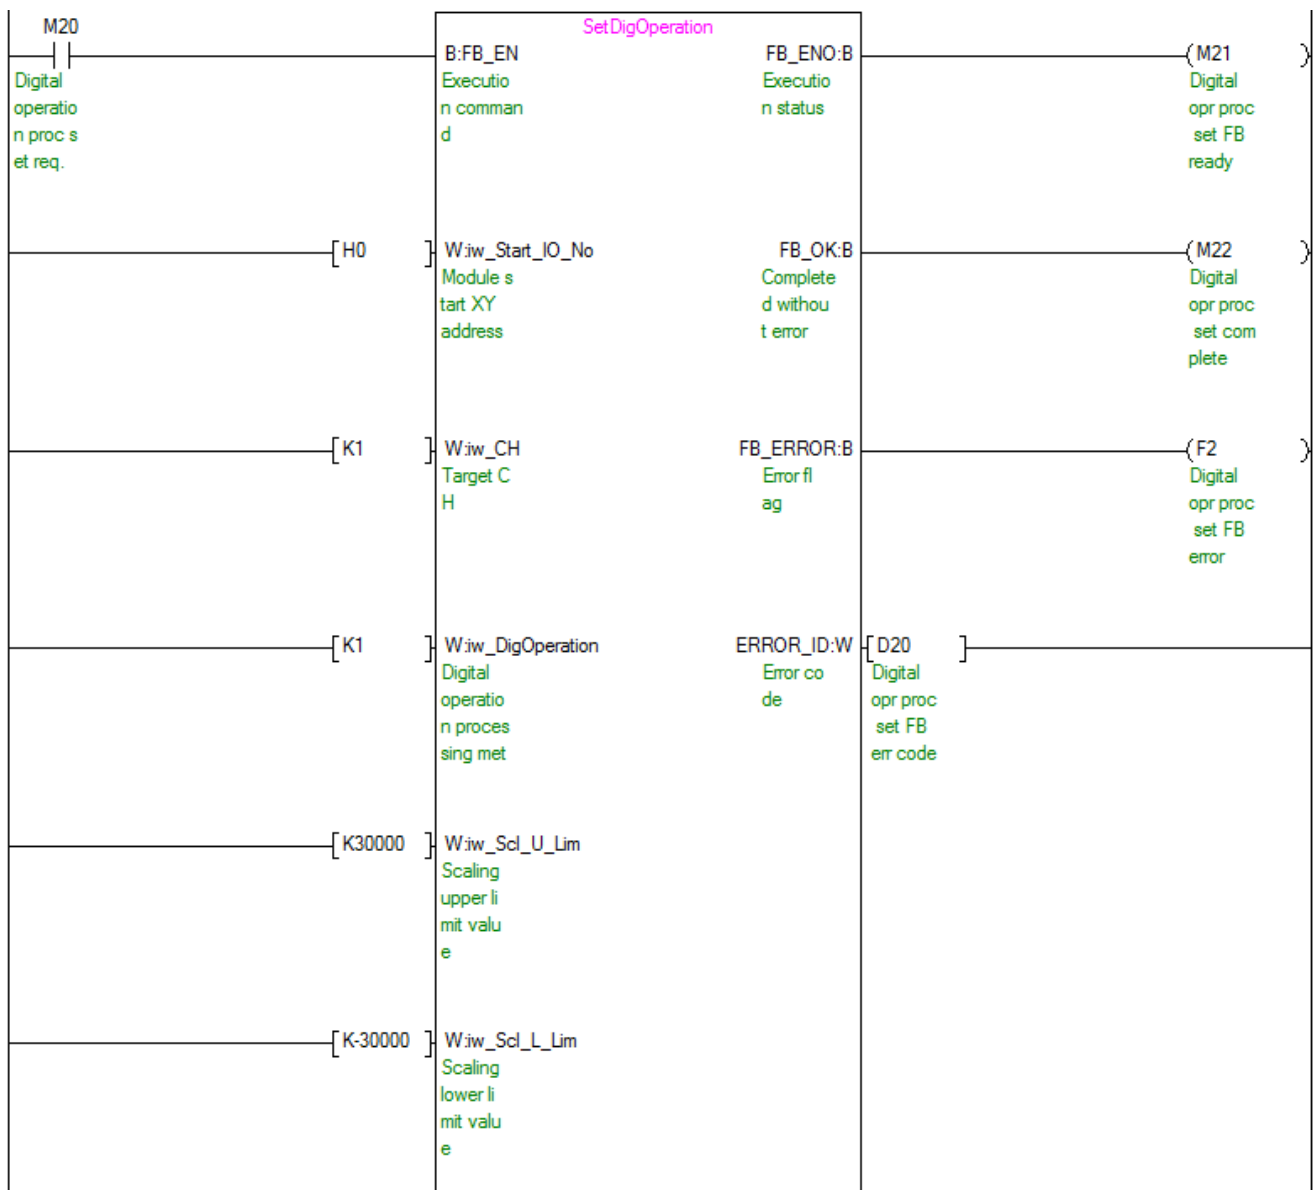 M20
SetDigOperation
B:FB_EN
FB_ENO:B
M21
Digital
operatio
n proc s
et req.
Executio
n comman
d
Executio
n status
Digital
opr proc
set FB
ready
H0
W:iw_Start_IO_No
FB_OK:B
M22
Module s
tart XY
address
Complete
d withou
t error
Digital
opr proc
set com
plete
K1
W:iw_CH
FB_ERROR:B
F2
Target C
H
Error fl
ag
Digital
opr proc
set FB
error
K1
W:iw_DigOperation
ERROR_ID:W
D20
Digital
operatio
n proces
sing met
Error co
de
Digital
opr proc
set FB
err code
K30000
W:iw_Scl_U_Lim
Scaling
upper li
mit valu
e
K-30000
W:iw_Scl_L_Lim
Scaling
lower li
mit valu
e